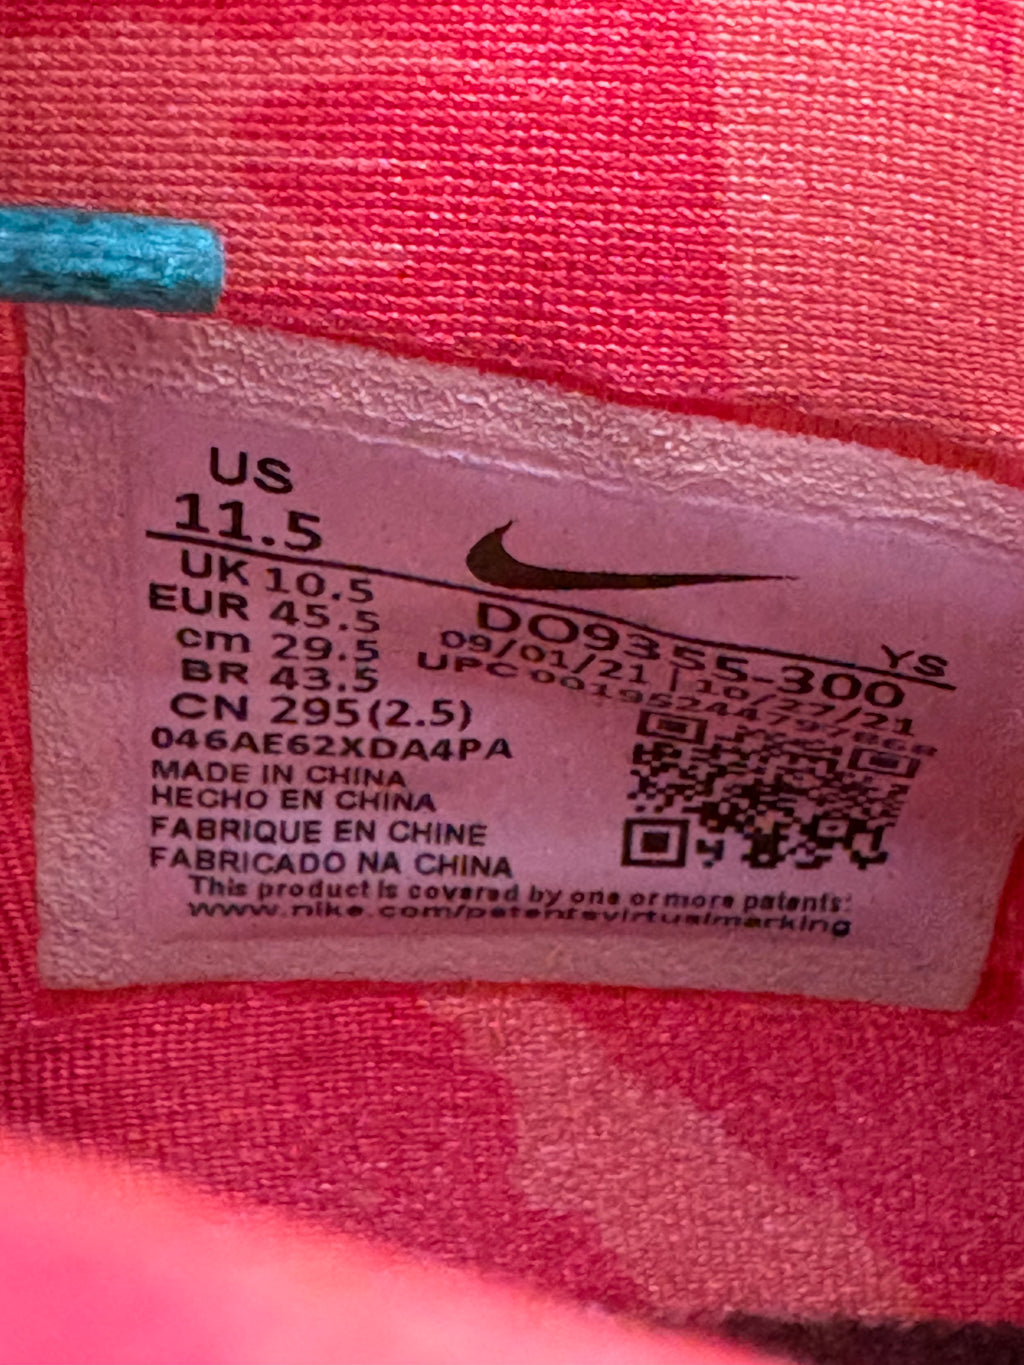 US
11.5
UK 10.5
EUR 45.5
cm 29.5
BR 43.5
CN 295(2.5)
046AE62XDA4PA
MADE IN CHINA
HECHO EN CHINA
FABRIQUE EN CHINE
FABRICADO NA CHINA
YS
DO9355-300
09/01/21 | 10/27/21
UPC
This product is covered by one or more patents:
www.nike.com/patentsvirtualmarking